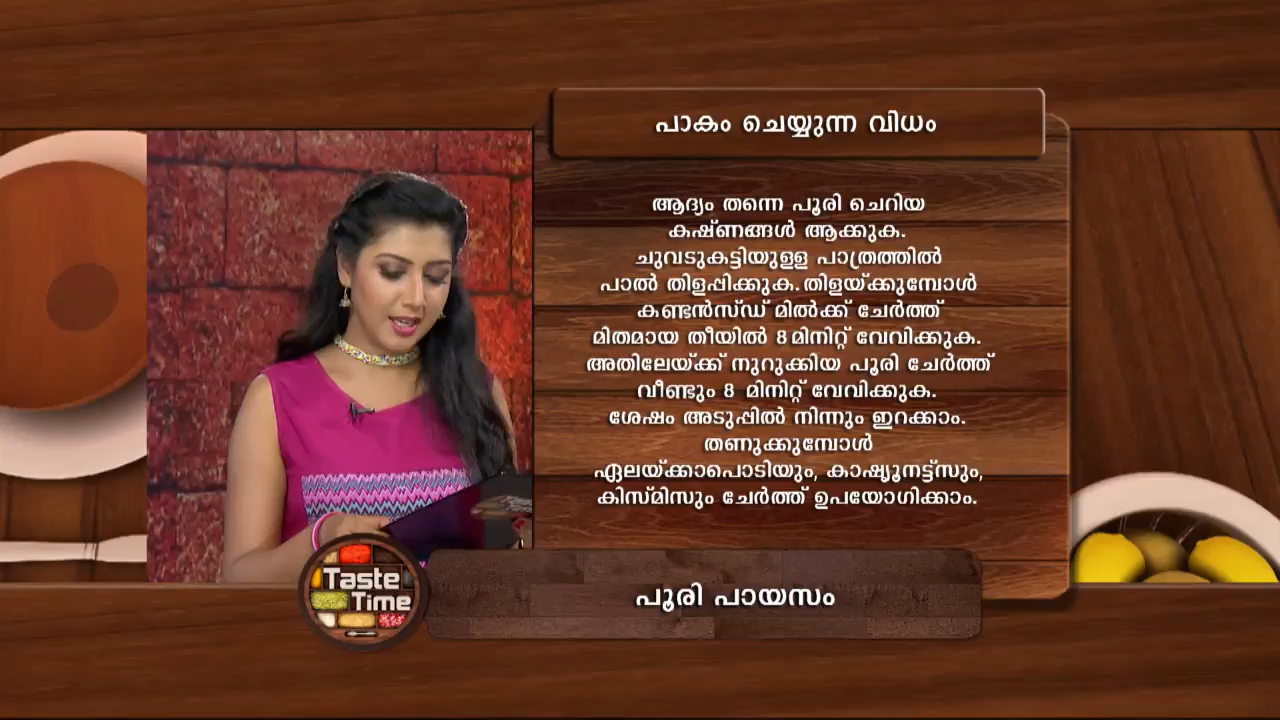 പാകം ചെയ്യുന്ന വിധം
ആദ്യം തന്നെ പൂരി ചെറിയ
കഷ്ണങ്ങൾ ആക്കുക.
ചുവടുകട്ടിയുള്ള പാത്രത്തിൽ
പാൽ തിളപ്പിക്കുക.തിളയ്ക്കുമ്പോൾ
കണ്ടൻസ്ഡ് മിൽക്ക് ചേർത്ത്
മിതമായ തീയിൽ 8 മിനിറ്റ് വേവിക്കുക.
അതിലേയ്ക്ക് നുറുക്കിയ പൂരി ചേർത്ത്
വീണ്ടും 8 മിനിറ്റ് വേവിക്കുക.
ശേഷം അടുപ്പിൽ നിന്നും ഇറക്കാം.
തണുക്കുമ്പോൾ
ഏലയ്ക്കാപൊടിയും, കാഷ്യൂനട്ട്സും,
കിസ്മിസും ചേർത്ത് ഉപയോഗിക്കാം.
Taste
Time
പൂരി പായസം